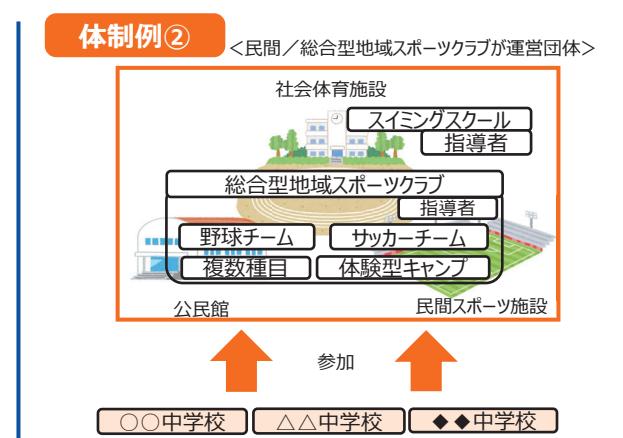 体制例②
<民間/総合型地域スポーツクラブが運営団体>
社会体育施設
スイミングスクール
指導者
総合型地域スポーツクラブ
指導者
野球チーム サッカーチーム
複数種目 体験型キャンプ
公民館 民間スポーツ施設
参加
○○中学校 △△中学校 ◆◆中学校